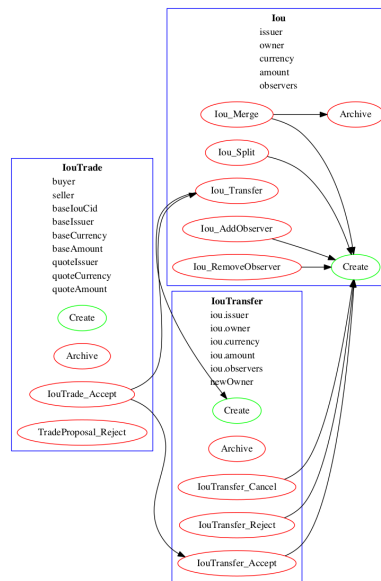 Iou
issuer
owner
currency
amount
observers
Iou_Merge
Archive
Iou_Split
Iou_Transfer
Iou_AddObserver
Iou_RemoveObserver
Create
IouTrade
buyer
seller
baseIouCid
baseIssuer
baseCurrency
baseAmount
quoteIssuer
quoteCurrency
quoteAmount
Create
Archive
IouTrade_Accept
TradeProposal_Reject
IouTransfer
iou.issuer
iou.owner
iou.currency
iou.amount
iou.observers
newOwner
Create
Archive
IouTransfer_Cancel
IouTransfer_Reject
IouTransfer_Accept